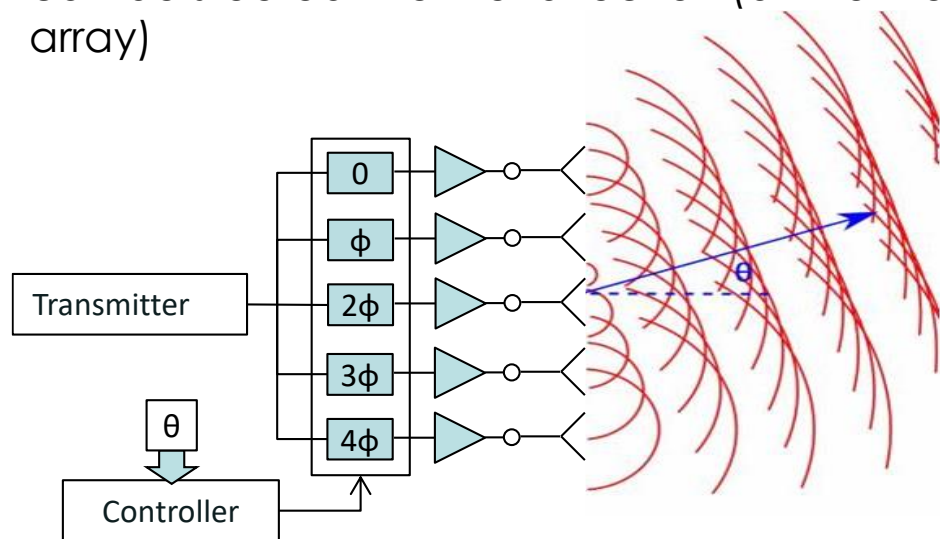 array)
0
ϕ
Transmitter
2ϕ
θ
3ϕ
θ
4ϕ
Controller